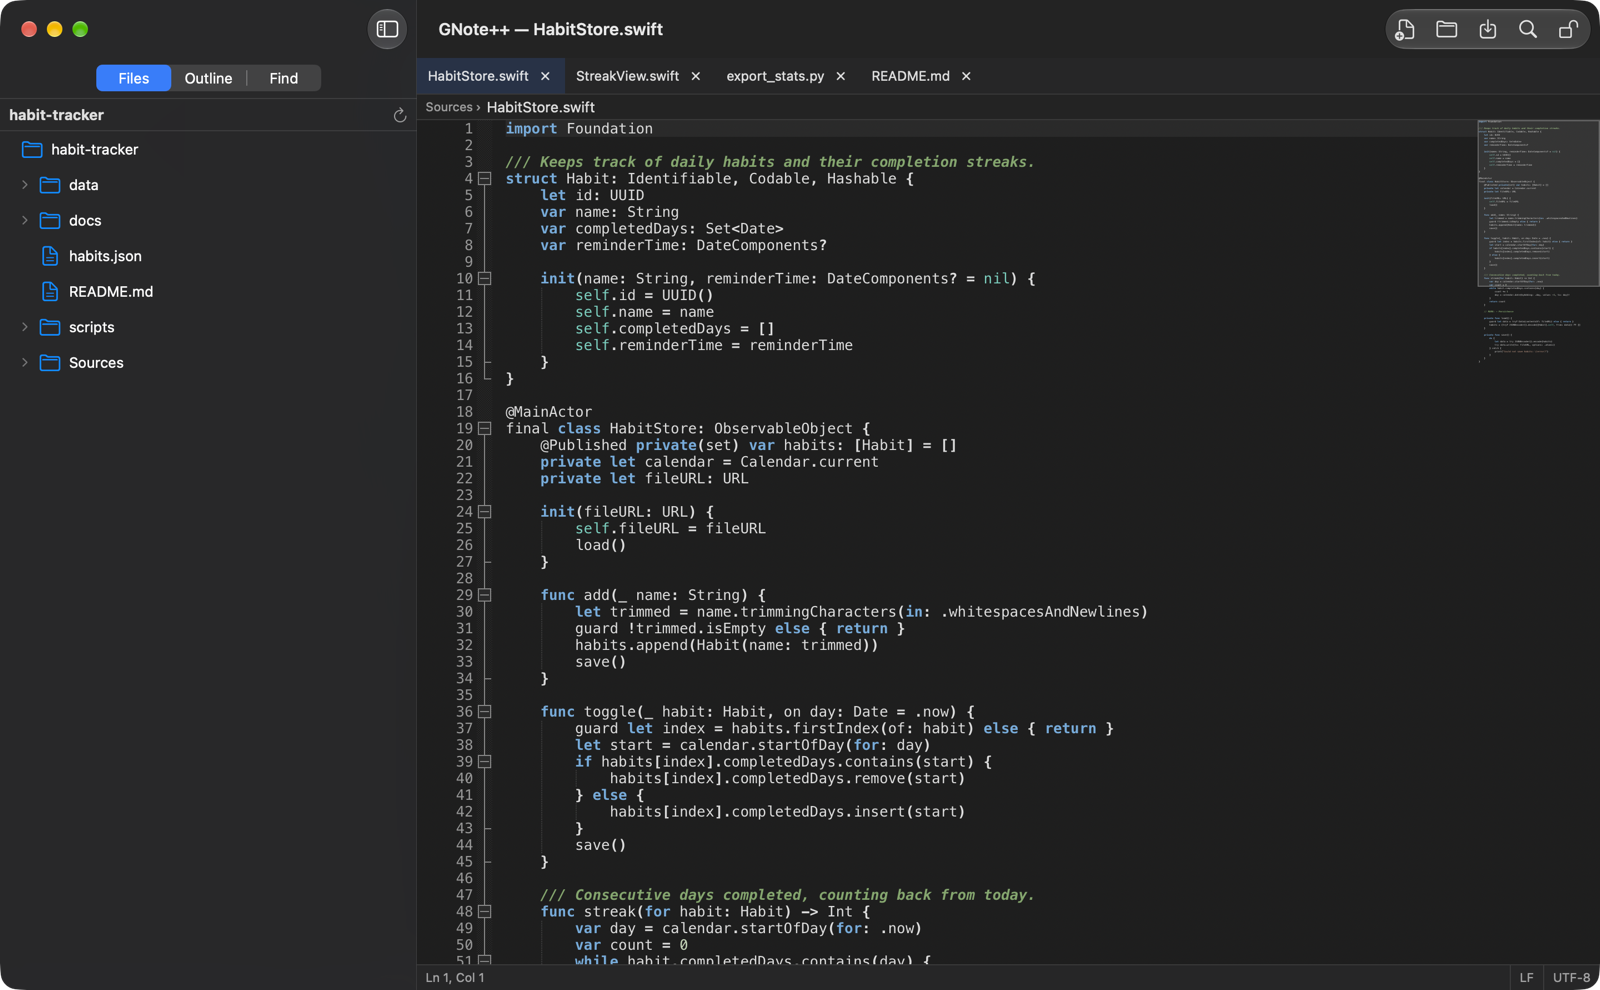 GNote++ — HabitStore.swift
Files
Outline
Find
HabitStore.swift
StreakView.swift
export_stats.py
README.md
habit-tracker
Sources › HabitStore.swift
habit-tracker
data
docs
habits.json
README.md
scripts
Sources
1 import Foundation
2
3 /// Keeps track of daily habits and their completion streaks.
4 struct Habit: Identifiable, Codable, Hashable {
5 let id: UUID
6 var name: String
7 var completedDays: Set<Date>
8 var reminderTime: DateComponents?
9
10 init(name: String, reminderTime: DateComponents? = nil) {
11 self.id = UUID()
12 self.name = name
13 self.completedDays = []
14 self.reminderTime = reminderTime
15 }
16 }
17
18 @MainActor
19 final class HabitStore: ObservableObject {
20 @Published private(set) var habits: [Habit] = []
21 private let calendar = Calendar.current
22 private let fileURL: URL
23
24 init(fileURL: URL) {
25 self.fileURL = fileURL
26 load()
27 }
28
29 func add(_ name: String) {
30 let trimmed = name.trimmingCharacters(in: .whitespacesAndNewlines)
31 guard !trimmed.isEmpty else { return }
32 habits.append(Habit(name: trimmed))
33 save()
34 }
35
36 func toggle(_ habit: Habit, on day: Date = .now) {
37 guard let index = habits.firstIndex(of: habit) else { return }
38 let start = calendar.startOfDay(for: day)
39 if habits[index].completedDays.contains(start) {
40 habits[index].completedDays.remove(start)
41 } else {
42 habits[index].completedDays.insert(start)
43 }
44 save()
45 }
46
47 /// Consecutive days completed, counting back from today.
48 func streak(for habit: Habit) -> Int {
49 var day = calendar.startOfDay(for: .now)
50 var count = 0
51 while habit.completedDays.contains(day) {
Ln 1, Col 1
LF
UTF-8